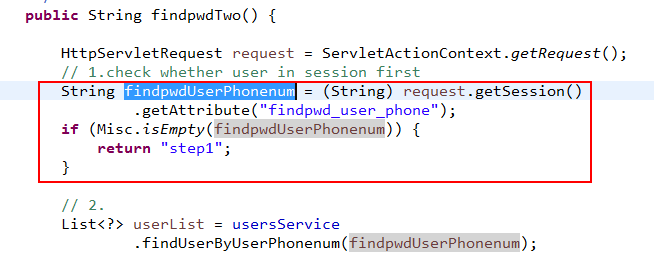 public String findpwdTwo() {
HttpServletRequest request = ServletActionContext.getRequest();
// 1.check whether user in session first
String findpwdUserPhonenum = (String) request.getSession()
.getAttribute("findpwd_user_phone");
if (Misc.isEmpty(findpwdUserPhonenum)) {
return "step1";
}
// 2.
List<?> userList = usersService
.findUserByUserPhonenum(findpwdUserPhonenum);